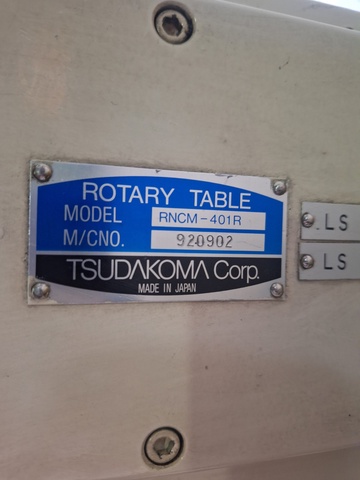 ROTARY TABLE
MODEL RNCM-401R
M/CNO. 920902
TSUDAKOMA Corp.
MADE IN JAPAN
.LS
.LS